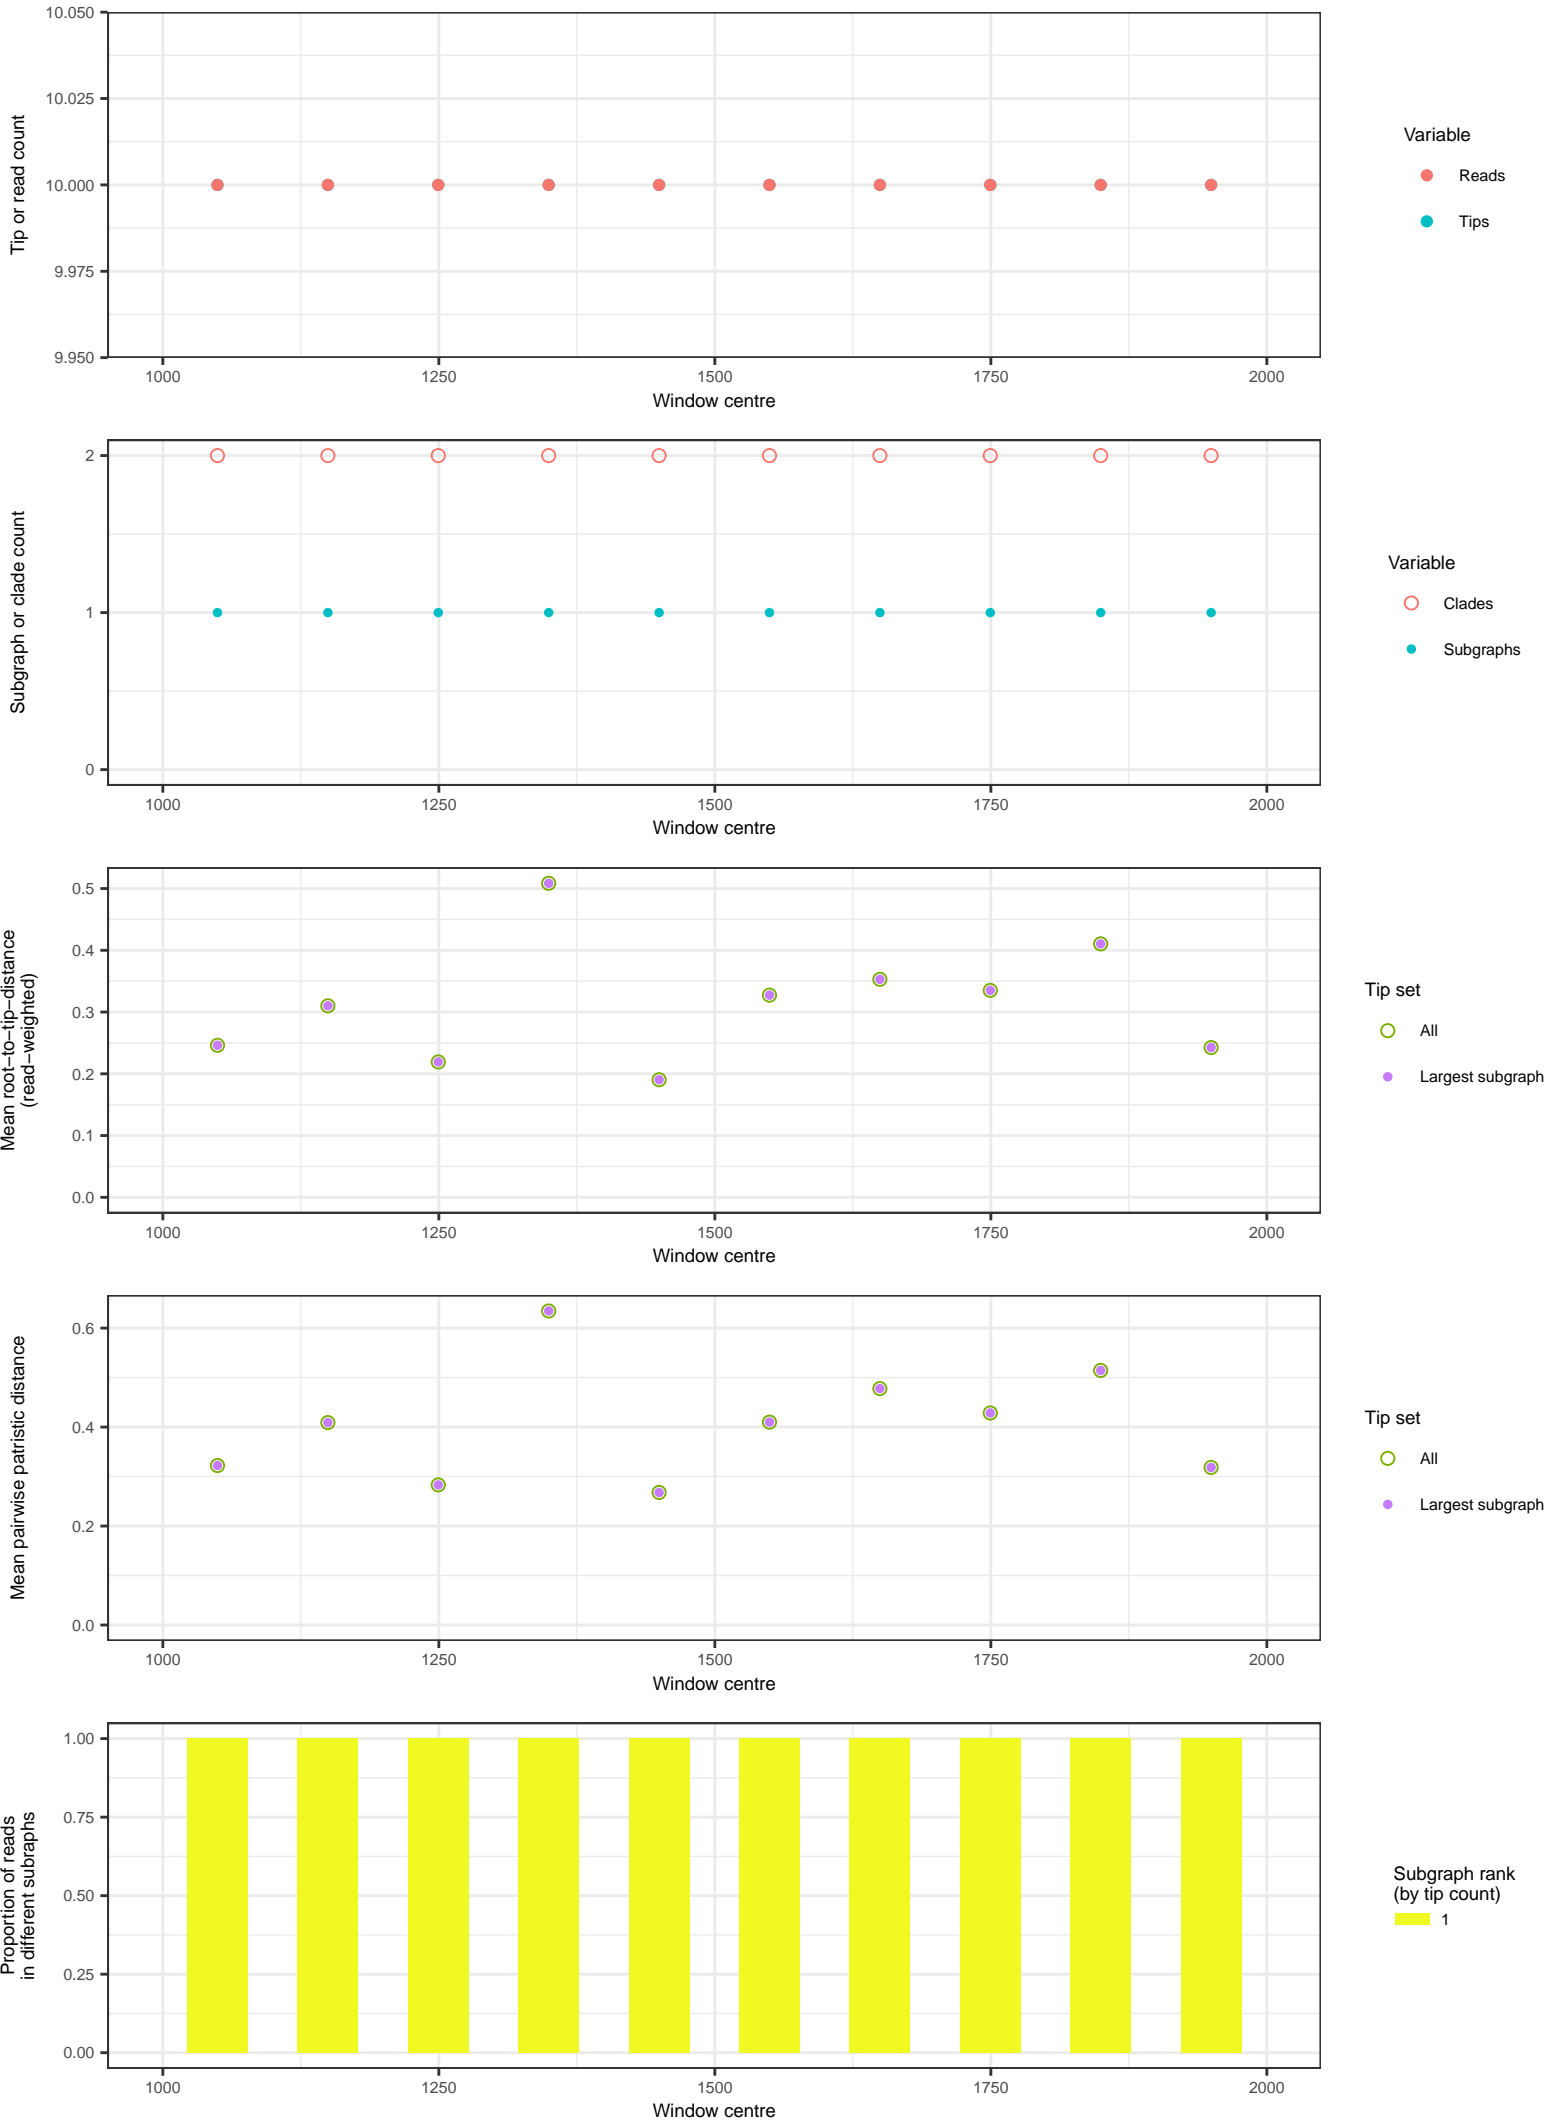 10.050
10.025
10.000
9.975
9.950
Tip or read count
1000 1250 1500 1750 2000
Window centre
Variable
Reads
Tips
2
1
0
Subgraph or clade count
1000 1250 1500 1750 2000
Window centre
Variable
Clades
Subgraphs
0.5
0.4
0.3
0.2
0.1
0.0
Mean root−to−tip−distance
(read−weighted)
1000 1250 1500 1750 2000
Window centre
Tip set
All
Largest subgraph
0.6
0.4
0.2
0.0
Mean pairwise patristic distance
1000 1250 1500 1750 2000
Window centre
Tip set
All
Largest subgraph
1.00
0.75
0.50
0.25
0.00
Proportion of reads
in different subraphs
1000 1250 1500 1750 2000
Window centre
Subgraph rank
(by tip count)
1